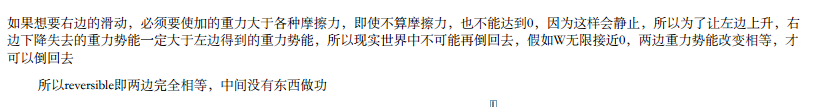 如果想要右边的滑动，必须要使加的重力大于各种摩擦力，即使不算摩擦力，也不能达到0，因为这样会静止，所以为了让左边上升，右
边下降失去的重力势能一定大于左边得到的重力势能，所以现实世界中不可能再倒回去，假如W无限接近0，两边重力势能改变相等，才
可以倒回去
所以reversible即两边完全相等，中间没有东西做功